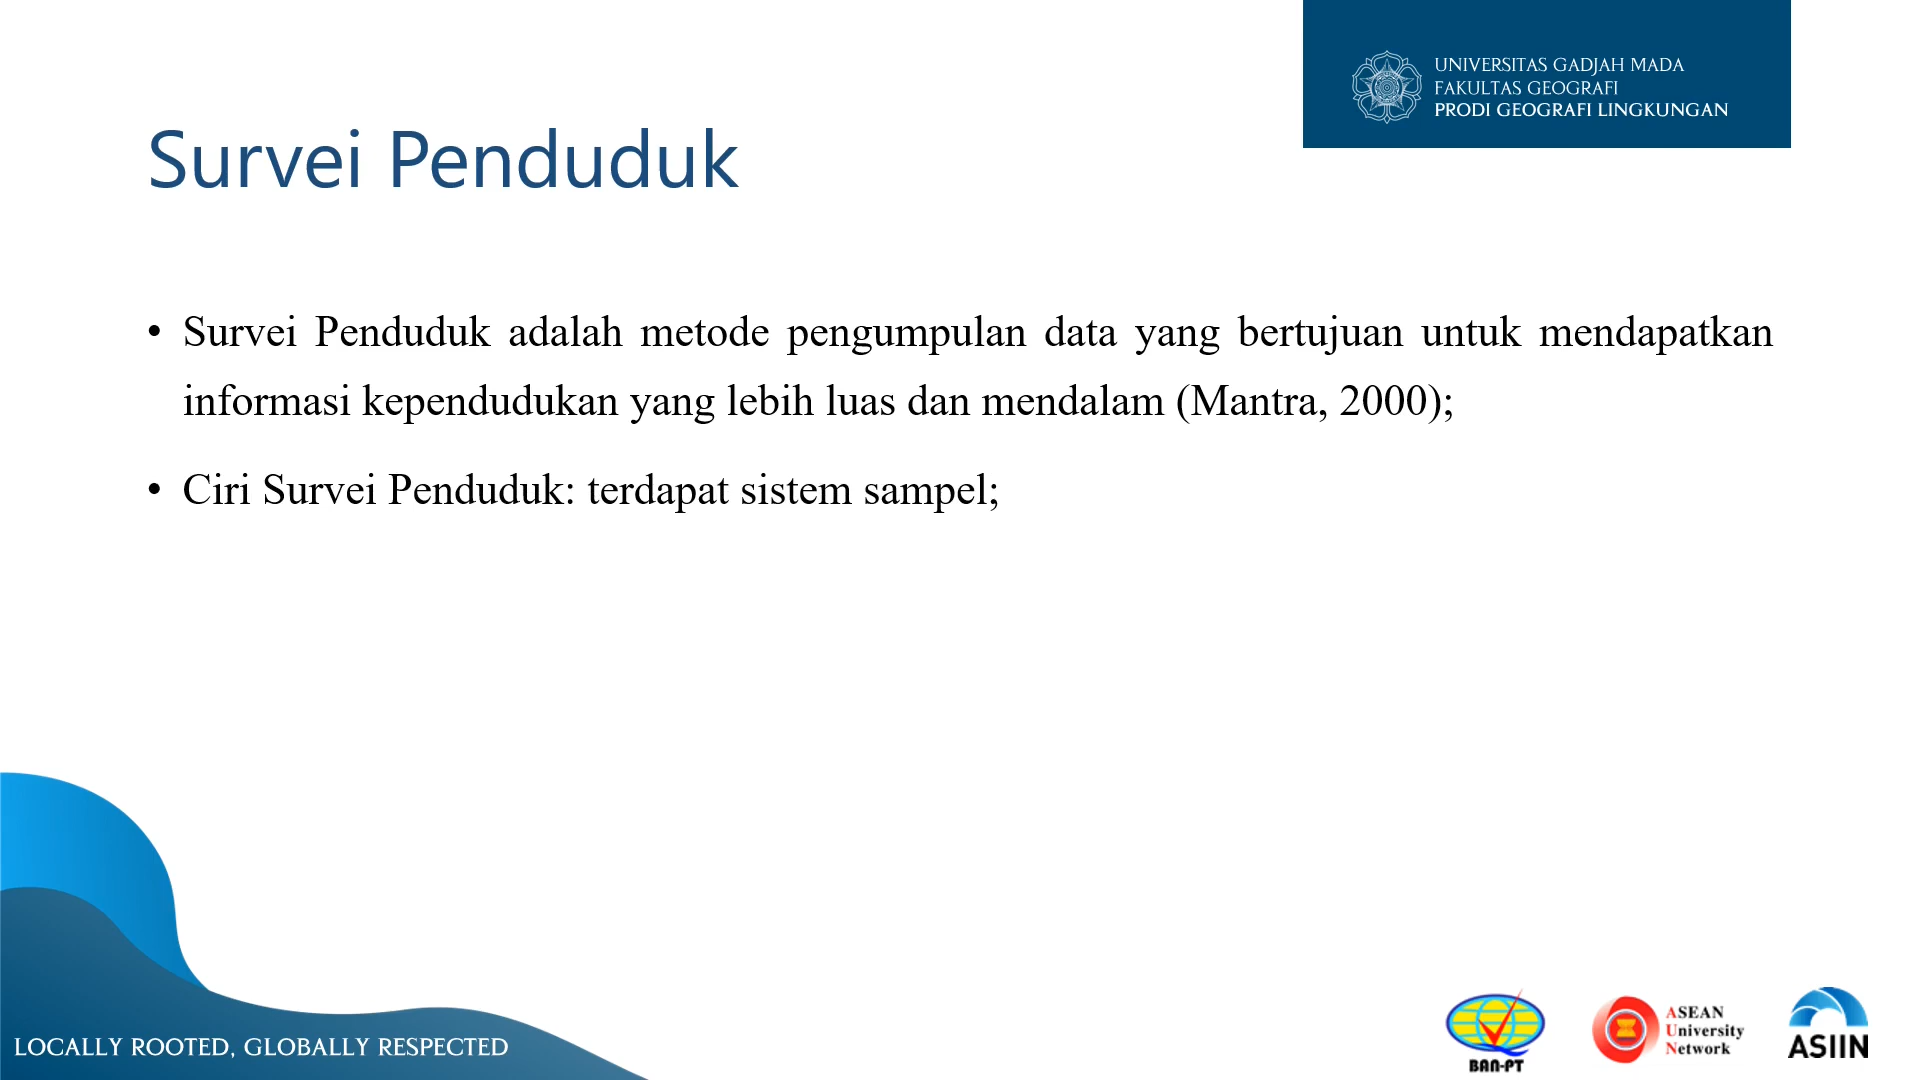 UNIVERSITAS GADJAH MADA
FAKULTAS GEOGRAFI
PRODI GEOGRAFI LINGKUNGAN
Survei Penduduk
• Survei Penduduk adalah metode pengumpulan data yang bertujuan untuk mendapatkan
informasi kependudukan yang lebih luas dan mendalam (Mantra, 2000);
• Ciri Survei Penduduk: terdapat sistem sampel;
LOCALLY ROOTED, GLOBALLY RESPECTED
BAN-PT
ASEAN
University
Network
ASIIN